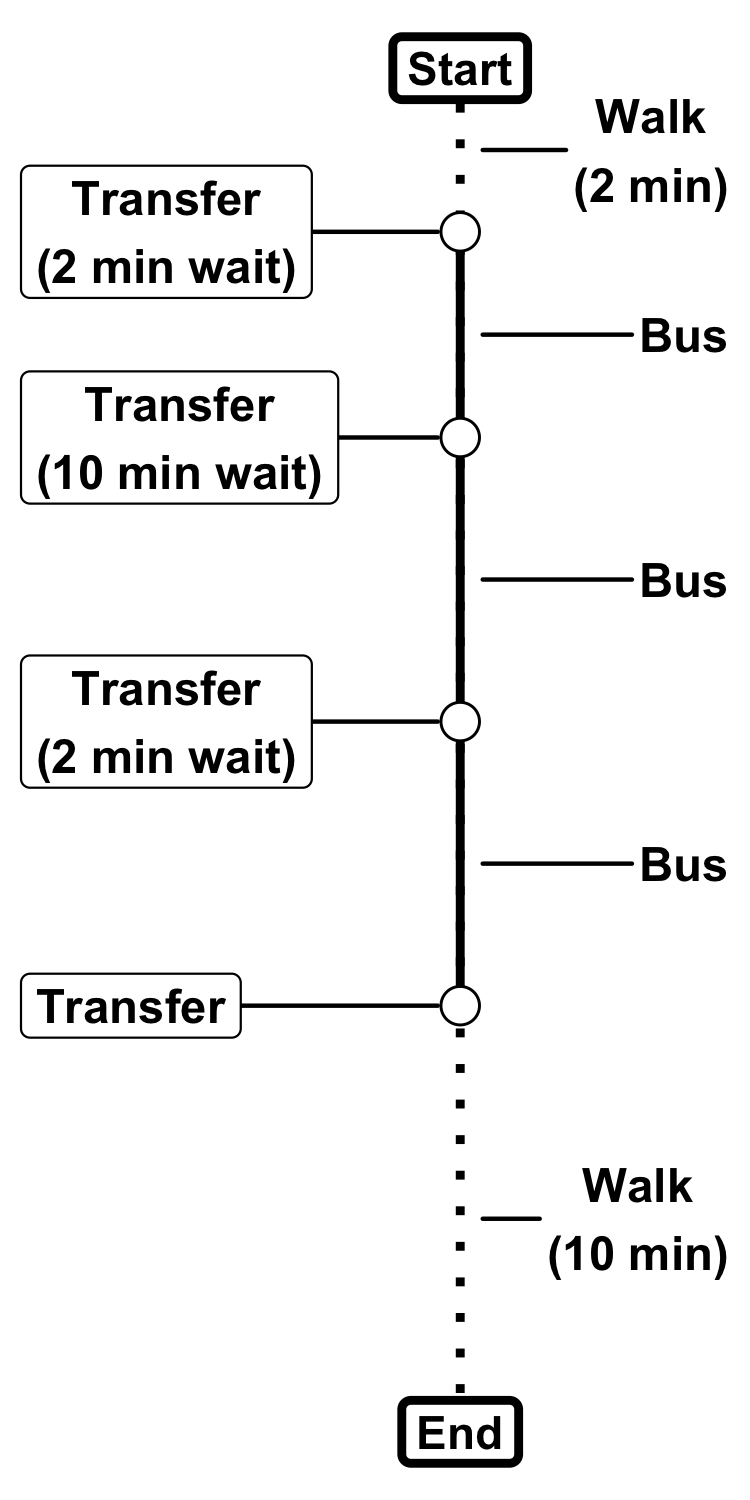 Start
Walk
(2 min)
Transfer
(2 min wait)
Bus
Transfer
(10 min wait)
Bus
Transfer
(2 min wait)
Bus
Transfer
Walk
(10 min)
End